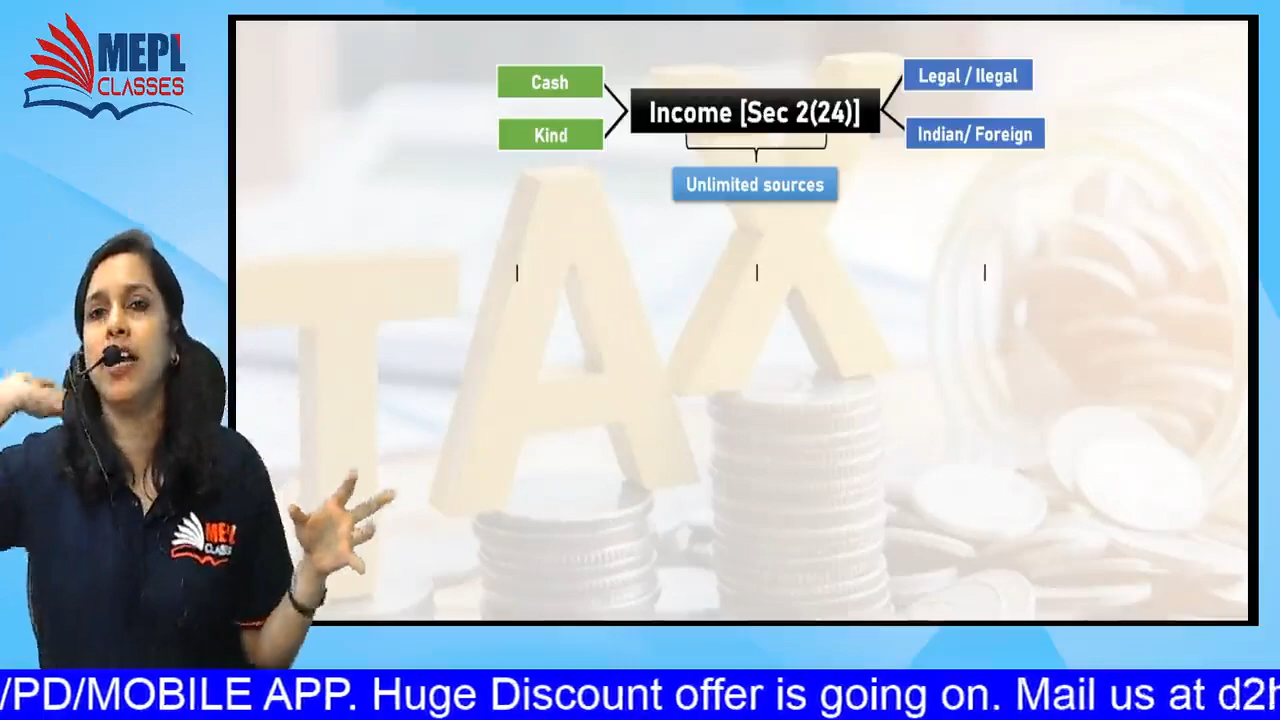 MEPL
CLASSES
Cash
Kind
Income [Sec 2(24)]
Legal / Ilegal
Indian/ Foreign
Unlimited sources
TAX
MEPL
CLASSES
/PD/MOBILE APP. Huge Discount offer is going on. Mail us at d2h